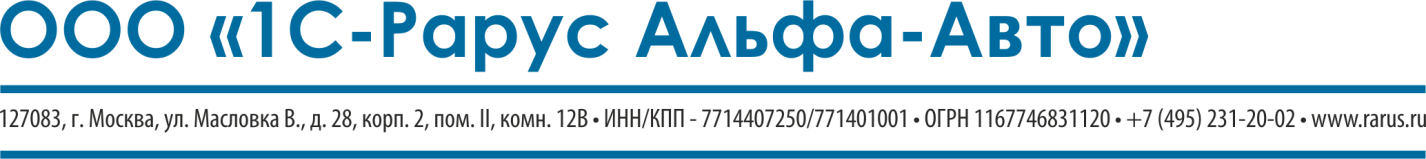 ООО «1С-Рарус Альфа-Авто»
127083, г. Москва, ул. Масловка В., д. 28, корп. 2, пом. II, комн. 12В • ИНН/КПП - 7714407250/771401001 • ОГРН 1167746831120 • +7 (495) 231-20-02 • www.rarus.ru